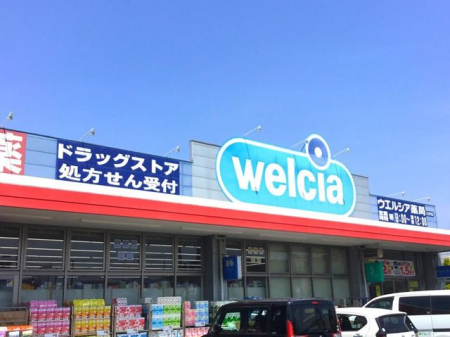 薬
ドラッグストア
処方せん受付
welcia
ウエルシア薬局